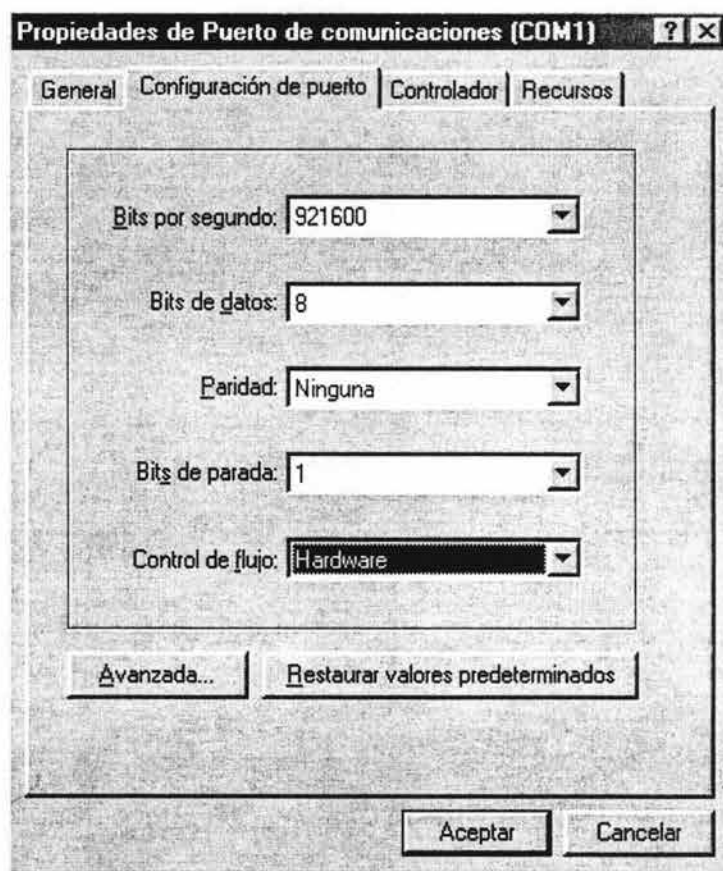 Propiedades de Puerto de comunicaciones (COM1)
General Configuración de puerto Controlador Recursos
Bits por segundo: 921600
Bits de datos: 8
Paridad: Ninguna
Bits de parada: 1
Control de flujo: Hardware
Avanzada... Restaurar valores predeterminados
Aceptar Cancelar